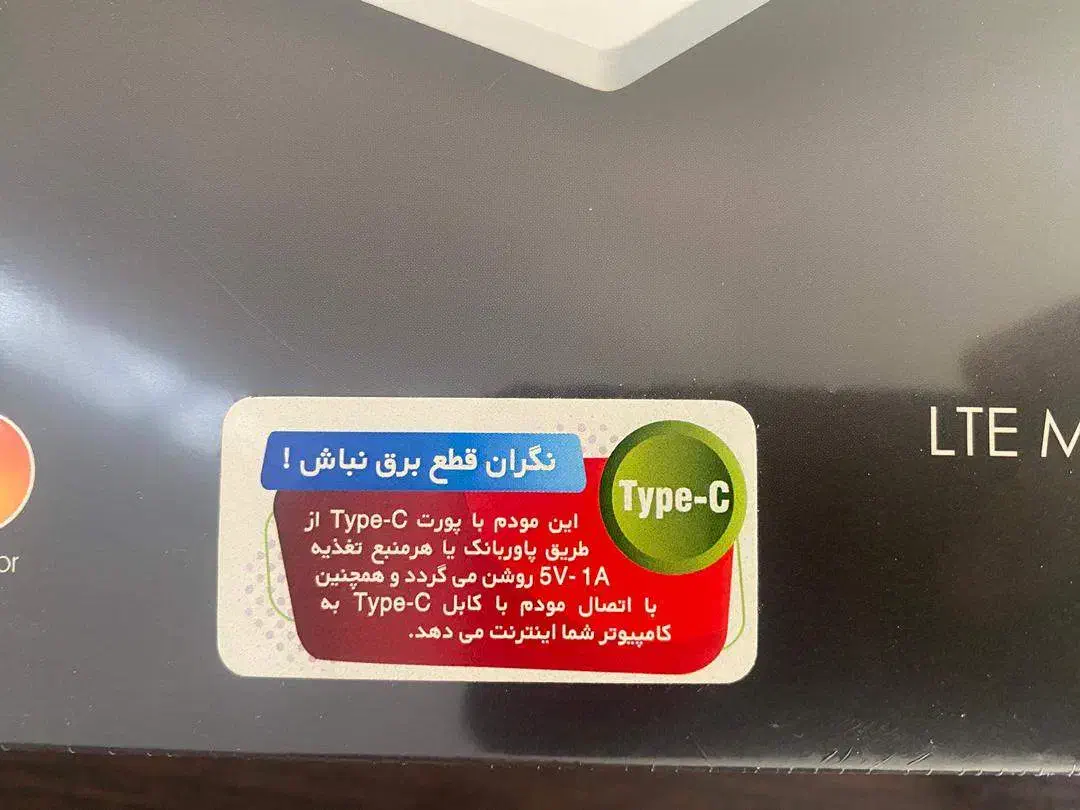 نگران قطع برق نباش !
Type-C
این مودم با پورت Type-C از
طریق پاوربانک یا هرمنبع تغذیه
5V- 1A روشن می گردد و همچنین
با اتصال مودم با کابل Type-C به
کامپیوتر شما اینترنت می دهد.
LTE M
or